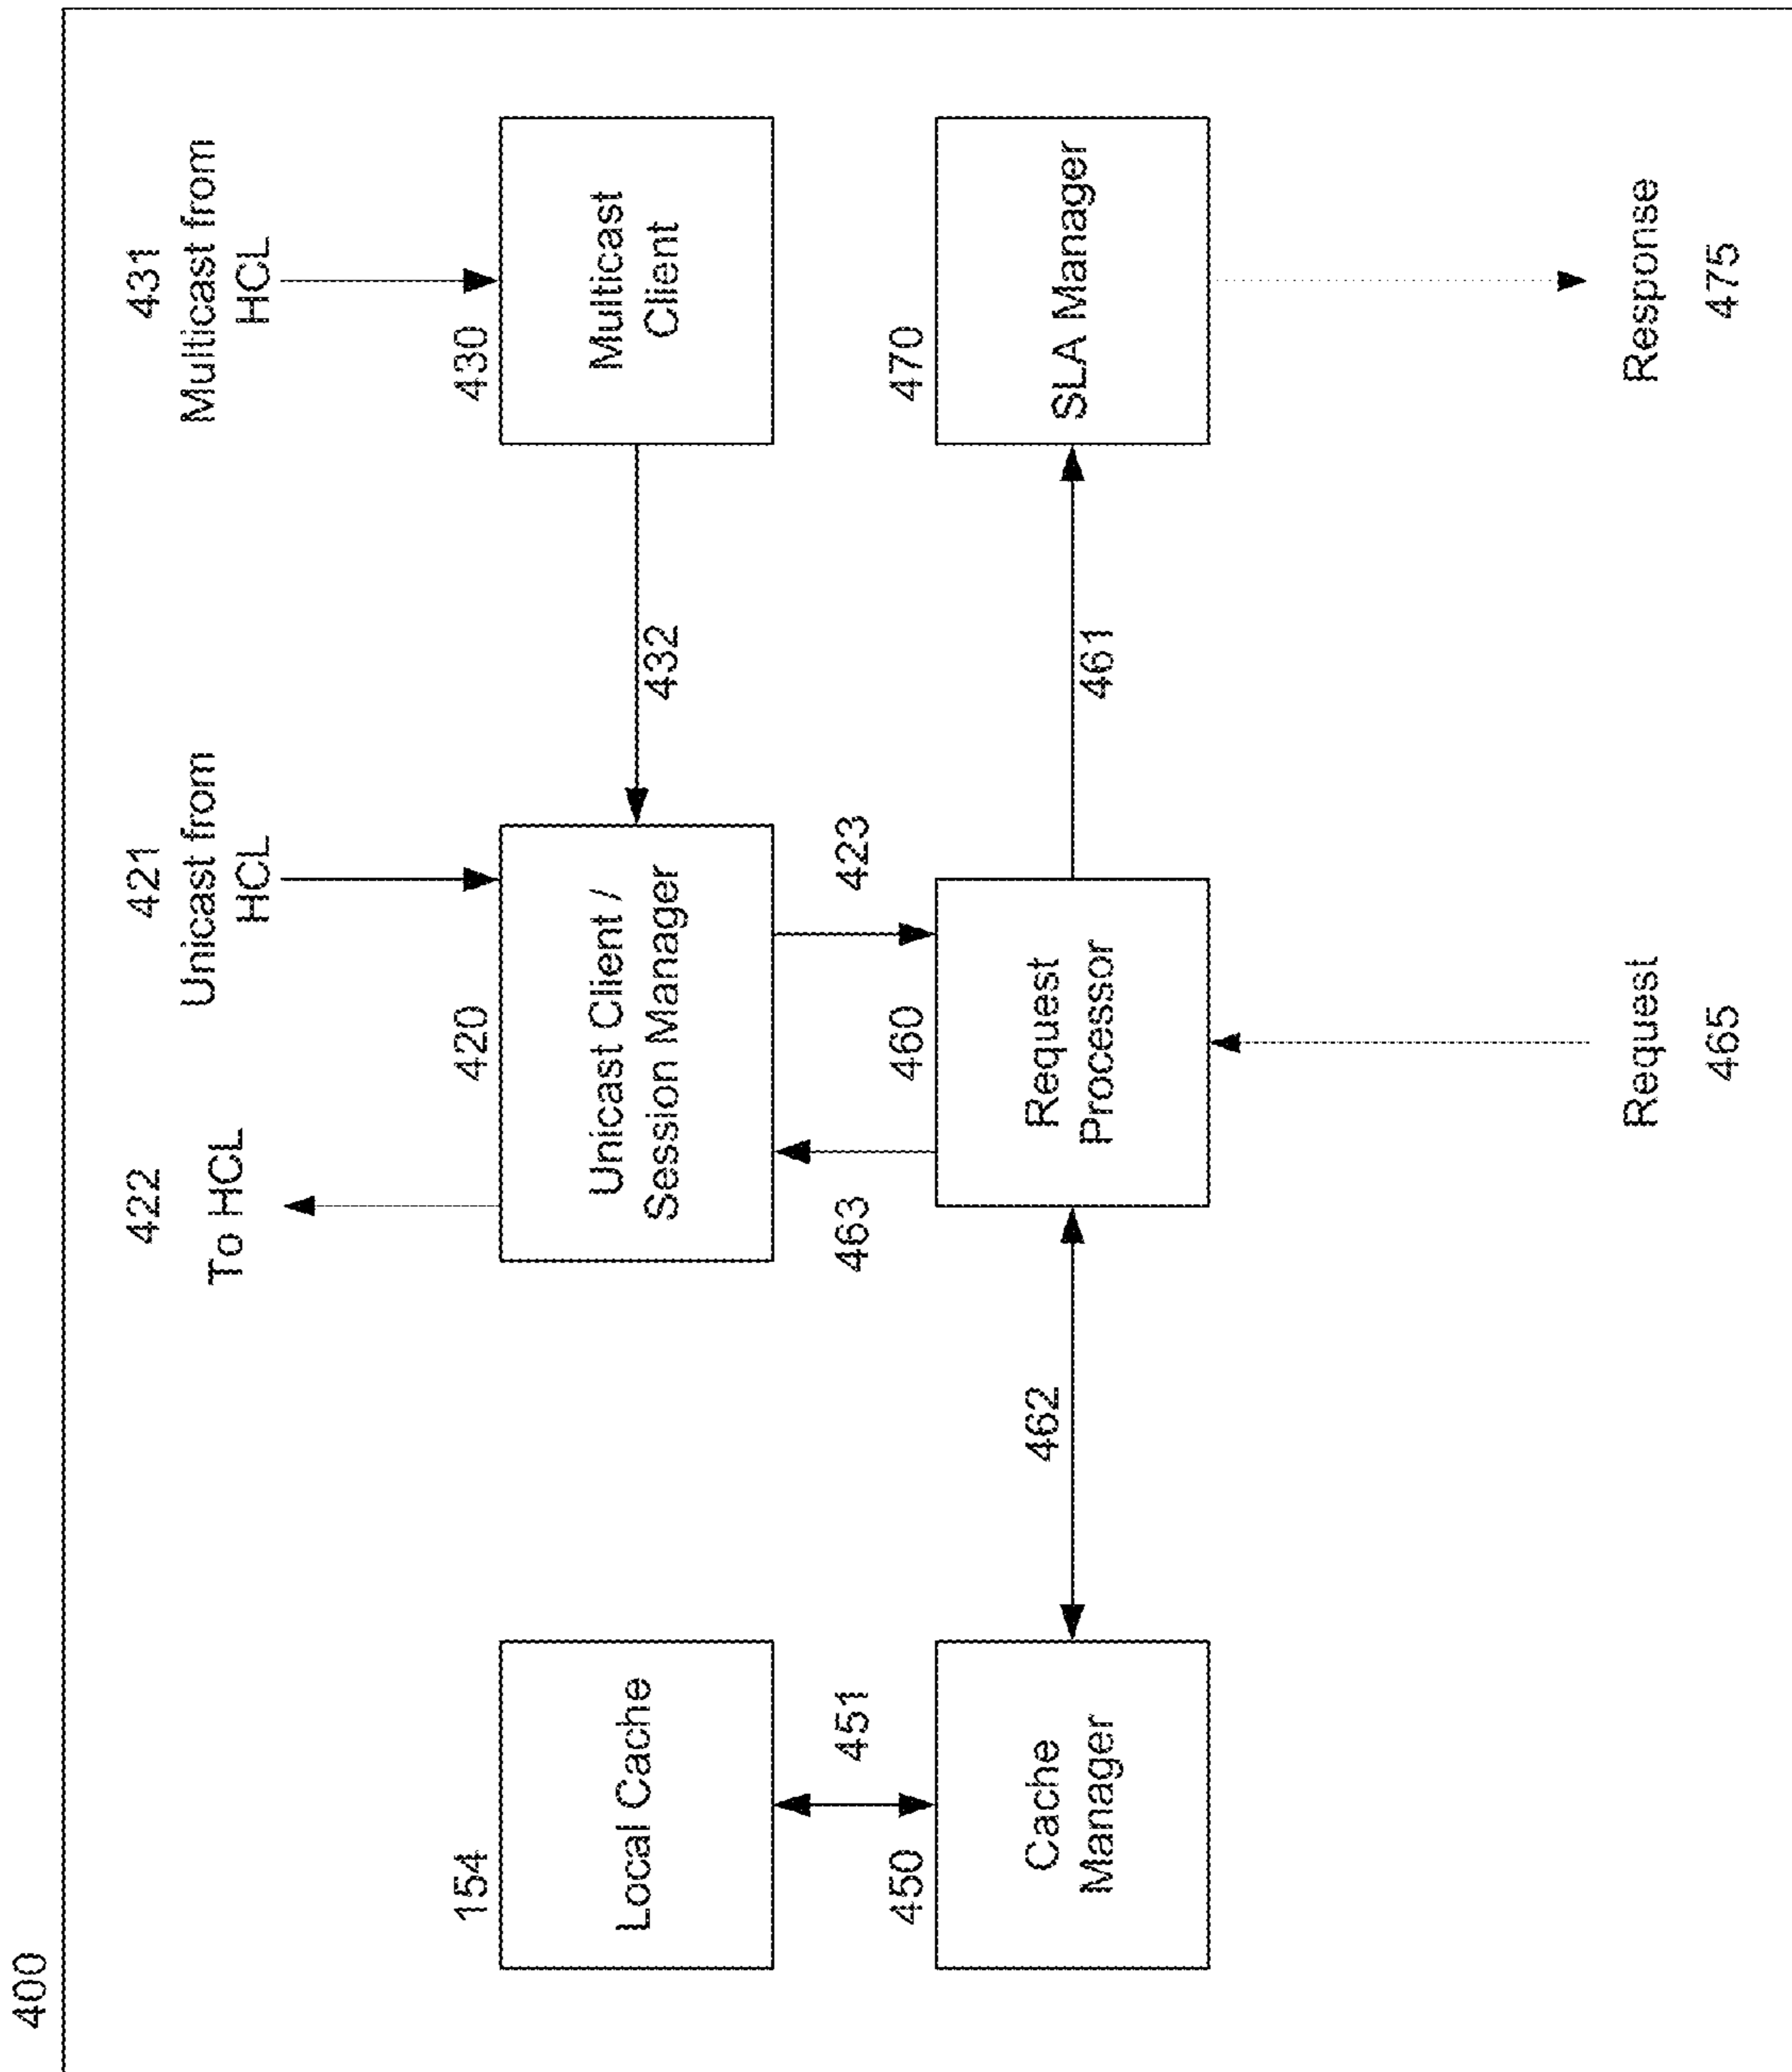 400
422
To HCL
421
Unicast from
HCL
431
Multicast from
HCL
154
Local Cache
420
Unicast Client /
Session Manager
432
430
Multicast
Client
451
463
423
450
Cache
Manager
462
460
Request
Processor
461
470
SLA Manager
Request
465
Response
475